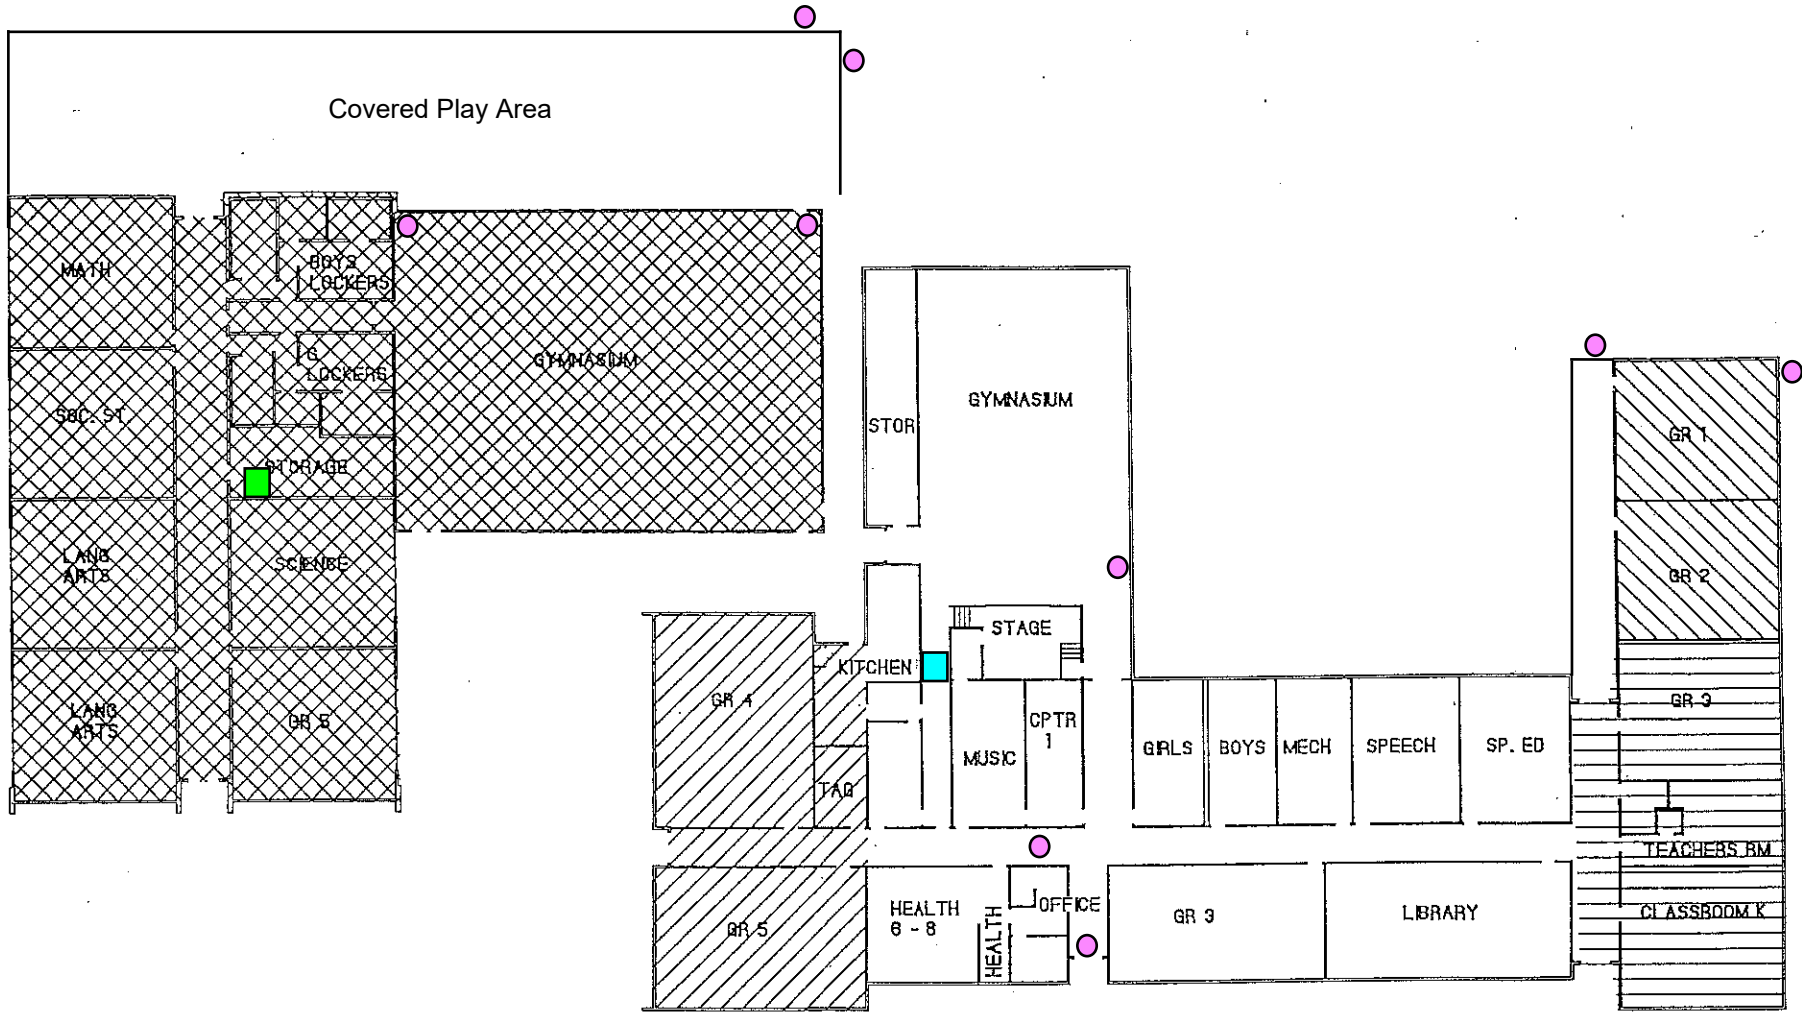 Covered Play Area
MATH
BOYS
LOCKERS
G
LOCKERS
GYMNASIUM
SOC. ST
STORAGE
LANG
ARTS
SCIENCE
LANG
ARTS
GR 6
STOR
GYMNASIUM
STAGE
KITCHEN
GR 4
TAG
MUSIC
CPTR
1
GIRLS
BOYS
MECH
SPEECH
SP. ED
GR 1
GR 2
GR 3
TEACHERS RM
CLASSROOM K
GR 5
HEALTH
6 - 8
HEALTH
OFFICE
GR 3
LIBRARY